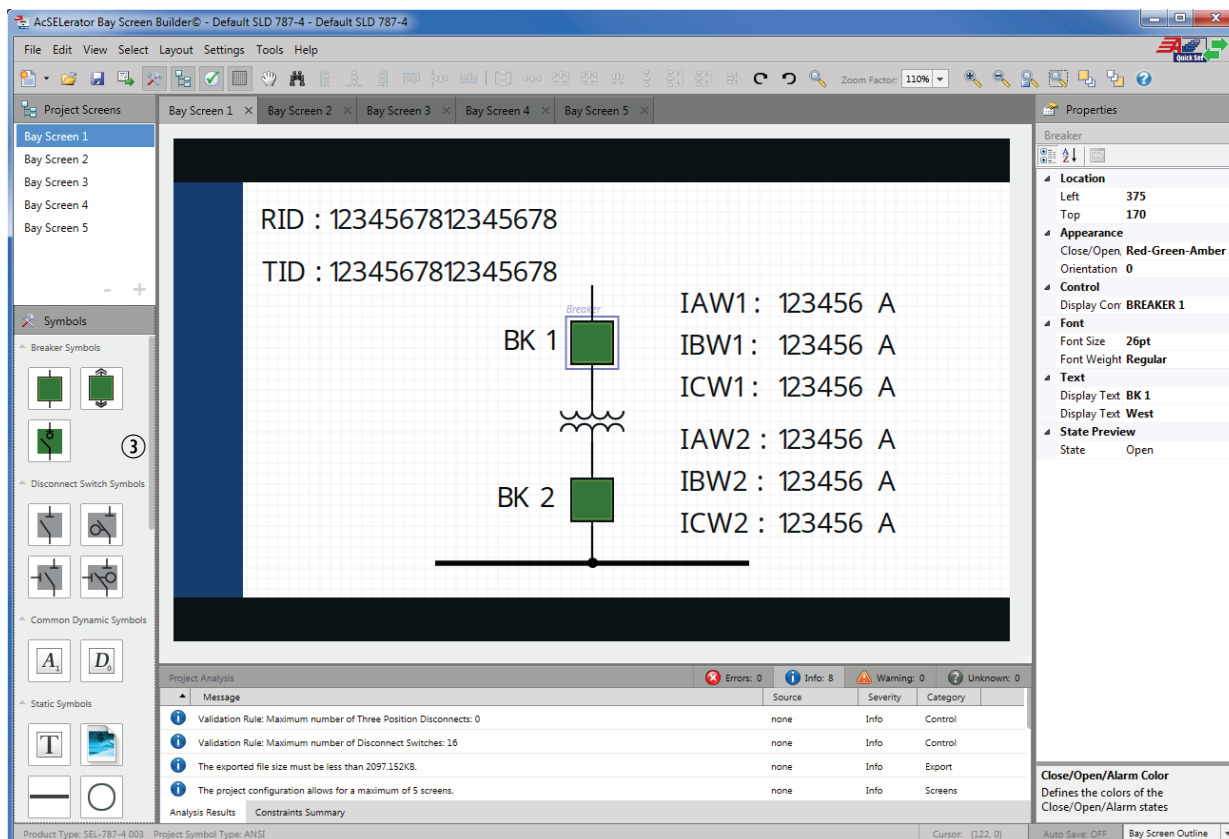 AcSELerator Bay Screen Builder© - Default SLD 787-4 - Default SLD 787-4
File Edit View Select Layout Settings Tools Help
Quick Set
Zoom Factor: 110%
Project Screens
Bay Screen 1
Bay Screen 2
Bay Screen 3
Bay Screen 4
Bay Screen 5
Symbols
Breaker Symbols
3
Disconnect Switch Symbols
Common Dynamic Symbols
A1 D0
Static Symbols
T
Bay Screen 1 Bay Screen 2 Bay Screen 3 Bay Screen 4 Bay Screen 5
RID : 1234567812345678
TID : 1234567812345678
Breaker
BK 1
BK 2
IAW1: 123456 A
IBW1: 123456 A
ICW1: 123456 A
IAW2 : 123456 A
IBW2 : 123456 A
ICW2 : 123456 A
Project Analysis Errors: 0 Info: 8 Warning: 0 Unknown: 0
Message Source Severity Category
Validation Rule: Maximum number of Three Position Disconnects: 0 none Info Control
Validation Rule: Maximum number of Disconnect Switches: 16 none Info Control
The exported file size must be less than 2097.152KB. none Info Export
The project configuration allows for a maximum of 5 screens. none Info Screens
Analysis Results Constraints Summary
Properties
Breaker
Location
Left 375
Top 170
Appearance
Close/Open, Red-Green-Amber
Orientation 0
Control
Display Con BREAKER 1
Font
Font Size 26pt
Font Weight Regular
Text
Display Text BK 1
Display Text West
State Preview
State Open
Close/Open/Alarm Color
Defines the colors of the
Close/Open/Alarm states
Product Type: SEL-787-4 003 Project Symbol Type: ANSI Cursor: {122, 0} Auto Save: OFF Bay Screen Outline